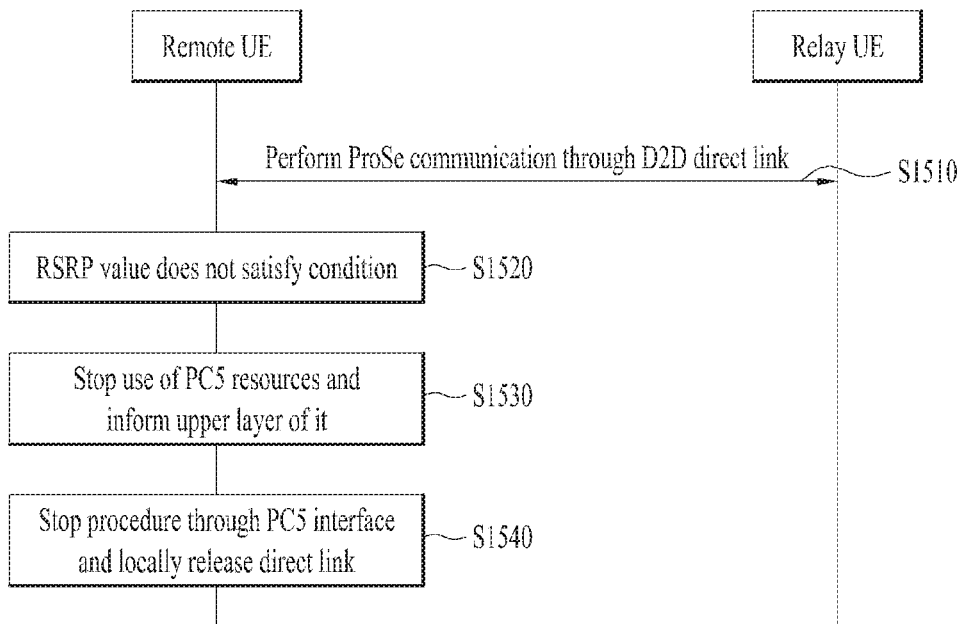 Remote UE
Relay UE
Perform ProSe communication through D2D direct link
S1510
RSRP value does not satisfy condition
S1520
Stop use of PC5 resources and
inform upper layer of it
S1530
Stop procedure through PC5 interface
and locally release direct link
S1540